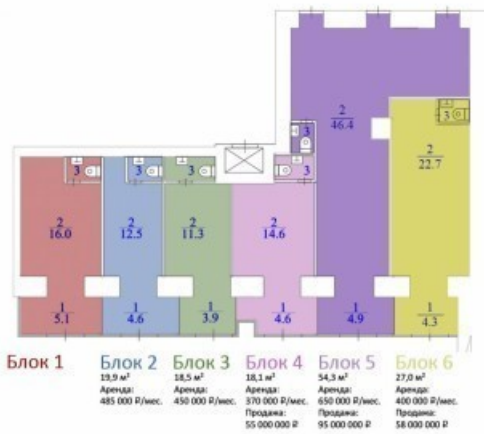 2
46.4
3
3
2
22.7
3
3
3
3
2
16.0
2
12.5
2
11.3
2
14.6
1
5.1
1
4.6
1
3.9
1
4.6
1
4.9
1
4.3
Блок 1
Блок 2
19,9 м²
Аренда:
485 000 ₽/мес.
Блок 3
18,5 м²
Аренда:
450 000 ₽/мес.
Блок 4
18,1 м²
Аренда:
370 000 ₽/мес.
Продажа:
55 000 000 ₽
Блок 5
54,3 м²
Аренда:
650 000 ₽/мес.
Продажа:
95 000 000 ₽
Блок 6
27,0 м²
Аренда:
400 000 ₽/мес.
Продажа:
58 000 000 ₽